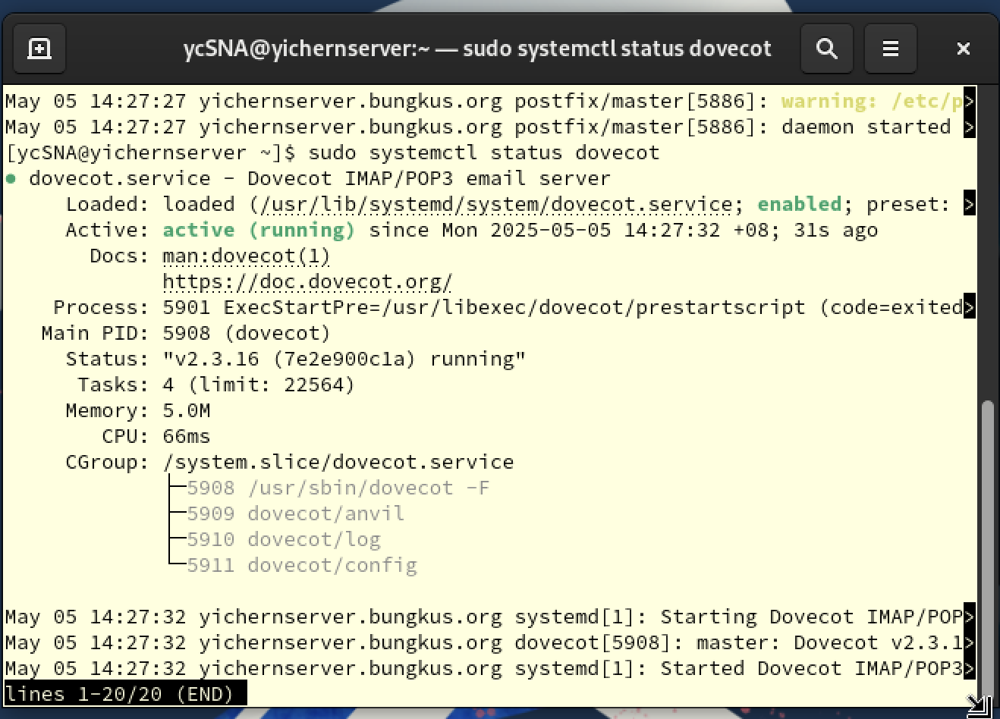 ycSNA@yichernserver:~ — sudo systemctl status dovecot
May 05 14:27:27 yichernserver.bungkus.org postfix/master[5886]: warning: /etc/p>
May 05 14:27:27 yichernserver.bungkus.org postfix/master[5886]: daemon started >
[ycSNA@yichernserver ~]$ sudo systemctl status dovecot
● dovecot.service - Dovecot IMAP/POP3 email server
     Loaded: loaded (/usr/lib/systemd/system/dovecot.service; enabled; preset: >
     Active: active (running) since Mon 2025-05-05 14:27:32 +08; 31s ago
       Docs: man:dovecot(1)
             https://doc.dovecot.org/
    Process: 5901 ExecStartPre=/usr/libexec/dovecot/prestartscript (code=exited>
   Main PID: 5908 (dovecot)
     Status: "v2.3.16 (7e2e900c1a) running"
      Tasks: 4 (limit: 22564)
     Memory: 5.0M
        CPU: 66ms
     CGroup: /system.slice/dovecot.service
             ├─5908 /usr/sbin/dovecot -F
             ├─5909 dovecot/anvil
             ├─5910 dovecot/log
             └─5911 dovecot/config
May 05 14:27:32 yichernserver.bungkus.org systemd[1]: Starting Dovecot IMAP/POP>
May 05 14:27:32 yichernserver.bungkus.org dovecot[5908]: master: Dovecot v2.3.1>
May 05 14:27:32 yichernserver.bungkus.org systemd[1]: Started Dovecot IMAP/POP3>
lines 1-20/20 (END)